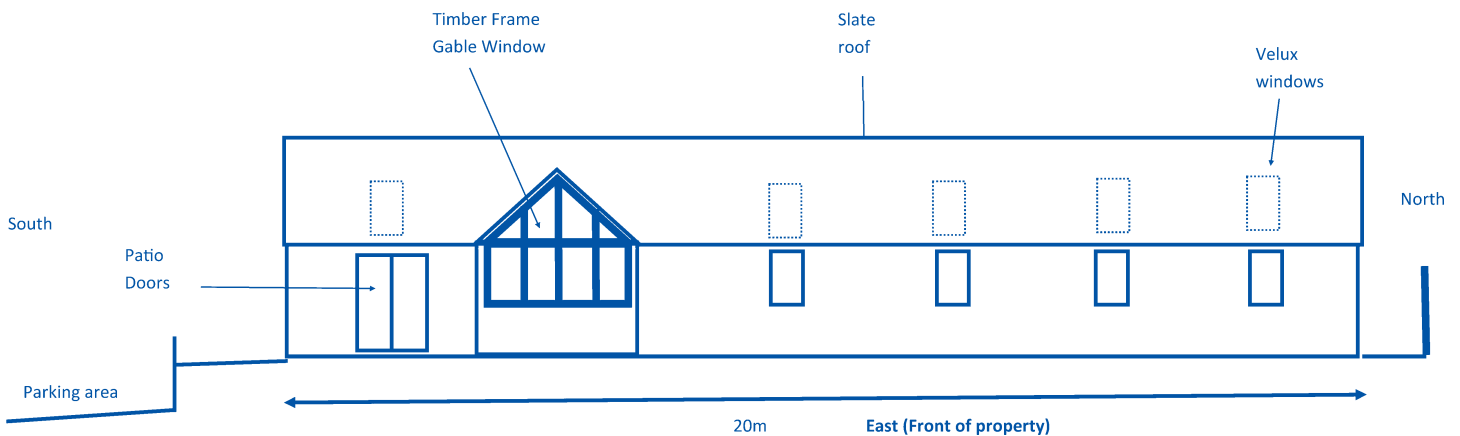 Timber Frame
Gable Window
Slate
roof
Velux
windows
South
North
Patio
Doors
Parking area
20m
East (Front of property)